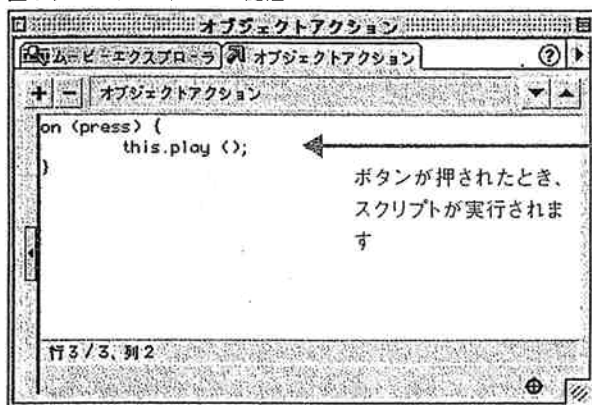 オブジェクトアクション
ムービーエクスプローラ オブジェクトアクション ?
+ - オブジェクトアクション
on (press) {
this.play ();
}
ボタンが押されたとき、
スクリプトが実行されま
す
行3/3、列2